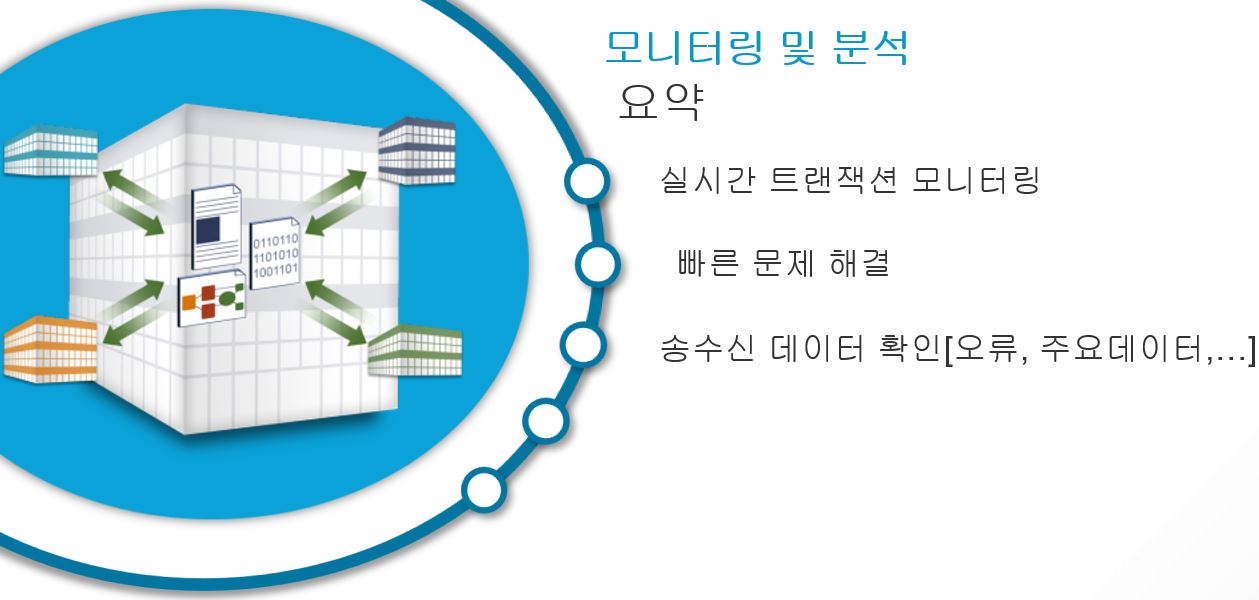 모니터링 및 분석
요약
실시간 트랜잭션 모니터링
빠른 문제 해결
송수신 데이터 확인[오류, 주요데이터,...]
0110110
1101010
1001101